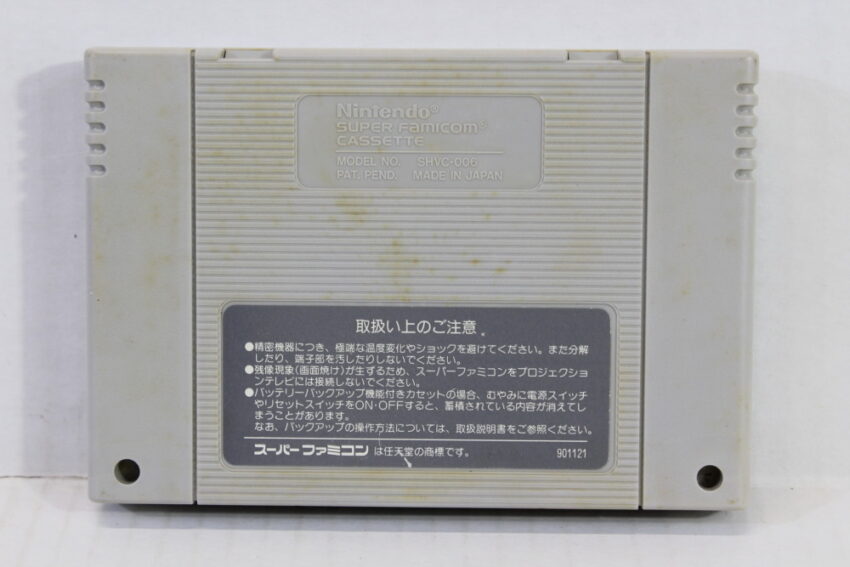 Nintendo®
SUPER FAMICOM®
CASSETTE
MODEL NO. SHVC-006
PAT. PEND. MADE IN JAPAN
取扱い上のご注意
●精密機器につき、極端な温度変化やショックを避けてください。また分解
したり、端子部を汚したりしないでください。
●残像現象(画面焼け)が生ずるため、スーパーファミコンをプロジェクショ
ンテレビには接続しないでください。
●バッテリーバックアップ機能付きカセットの場合、むやみに電源スイッチ
やリセットスイッチをON・OFFすると、蓄積されている内容が消えてし
まうことがあります。
なお、バックアップの操作方法については、取扱説明書をご参照ください。
スーパーファミコン は任天堂の商標です。 901121